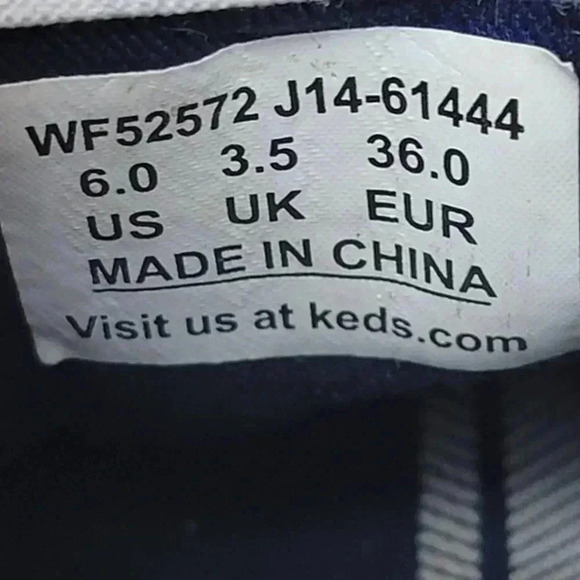 WF52572 J14-61444
6.0 3.5 36.0
US UK EUR
MADE IN CHINA
Visit us at keds.com